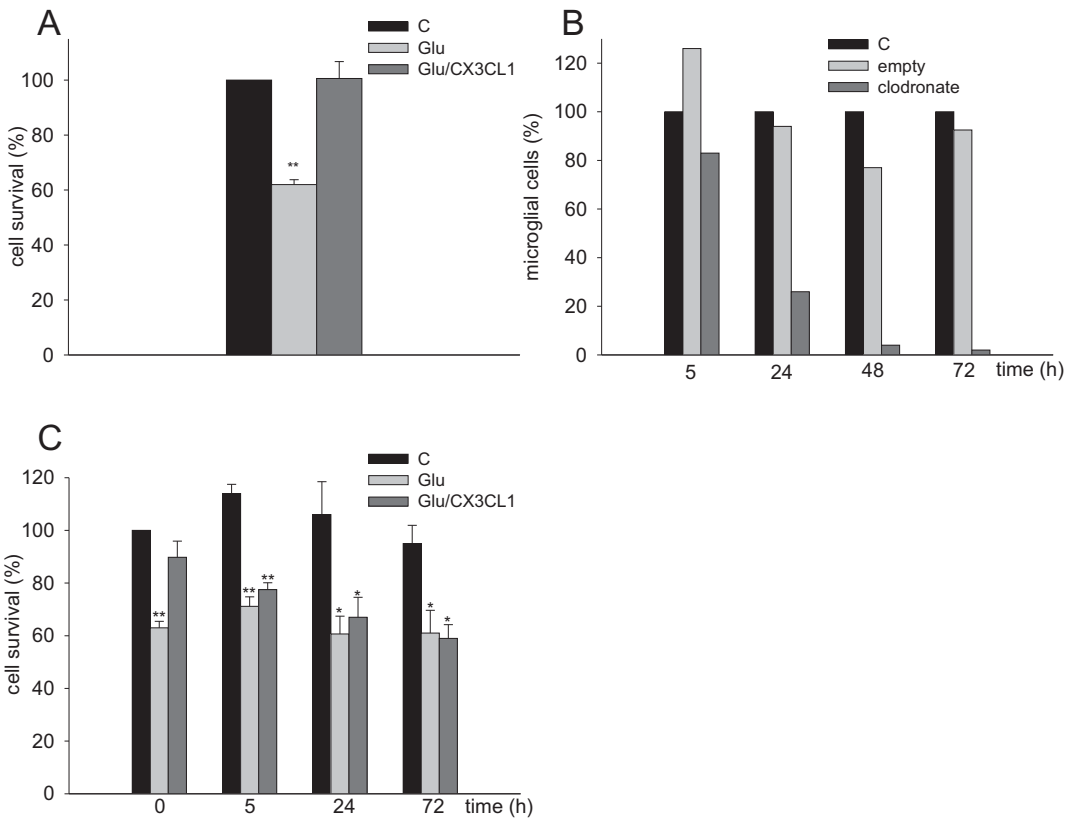 A
C
Glu
Glu/CX3CL1
cell survival (%)
100
80
60
40
20
0
**
B
C
empty
clodronate
microglial cells (%)
120
100
80
60
40
20
0
5 24 48 72 time (h)
C
C
Glu
Glu/CX3CL1
cell survival (%)
120
100
80
60
40
20
0
** ** ** * * * *
0 5 24 72 time (h)